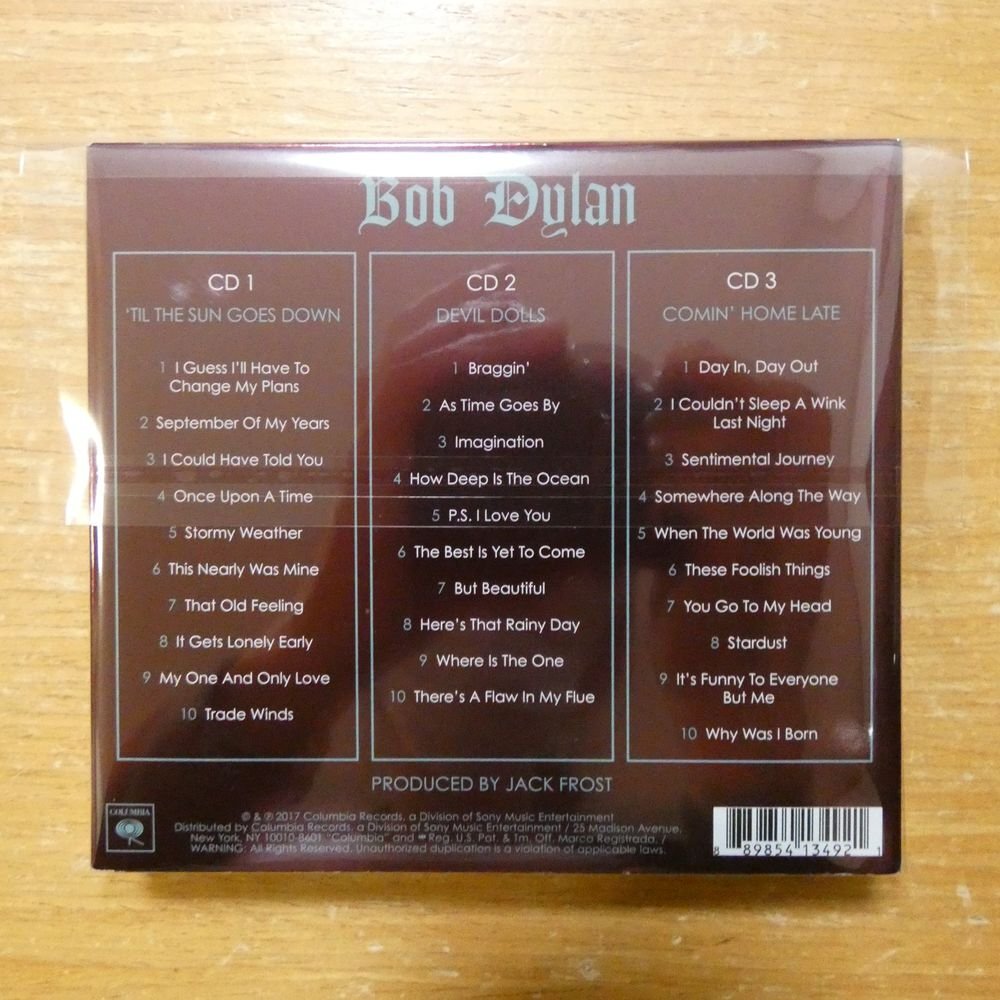 Bob Dylan
CD 1
'TIL THE SUN GOES DOWN
1 I Guess I'll Have To
Change My Plans
2 September Of My Years
3 I Could Have Told You
4 Once Upon A Time
5 Stormy Weather
6 This Nearly Was Mine
7 That Old Feeling
8 It Gets Lonely Early
9 My One And Only Love
10 Trade Winds
CD 2
DEVIL DOLLS
1 Braggin'
2 As Time Goes By
3 Imagination
4 How Deep Is The Ocean
5 P.S. I Love You
6 The Best Is Yet To Come
7 But Beautiful
8 Here's That Rainy Day
9 Where Is The One
10 There's A Flaw In My Flue
CD 3
COMIN' HOME LATE
1 Day In, Day Out
2 I Couldn't Sleep A Wink
Last Night
3 Sentimental Journey
4 Somewhere Along The Way
5 When The World Was Young
6 These Foolish Things
7 You Go To My Head
8 Stardust
9 It's Funny To Everyone
But Me
10 Why Was I Born
PRODUCED BY JACK FROST
COLUMBIA
© & ℗ 2017 Columbia Records, a Division of Sony Music Entertainment
Distributed by Columbia Records, a Division of Sony Music Entertainment / 25 Madison Avenue,
New York, NY 10010-8601 "Columbia" and Reg. U.S. Pat. & Tm. Off. Marca Registrada. /
WARNING: All Rights Reserved. Unauthorized duplication is a violation of applicable laws.
8 89854 13492 1